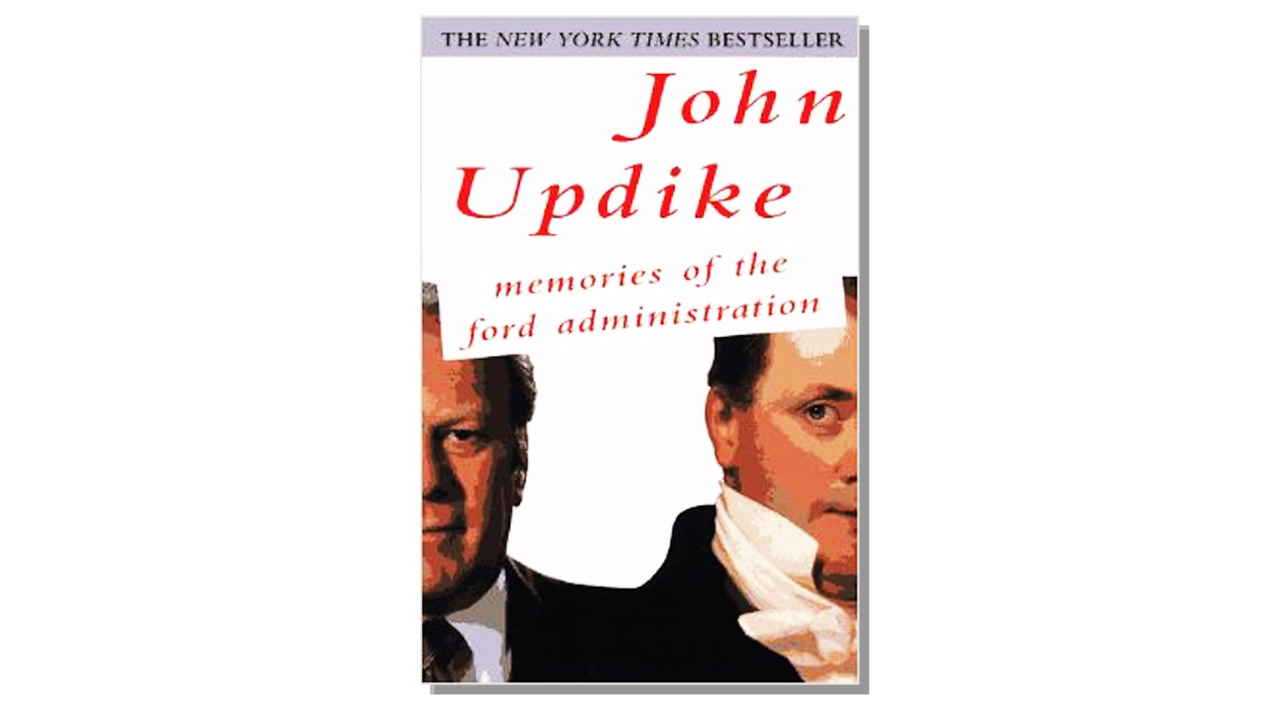 THE NEW YORK TIMES BESTSELLER
John
Updike
memories of the
ford administration